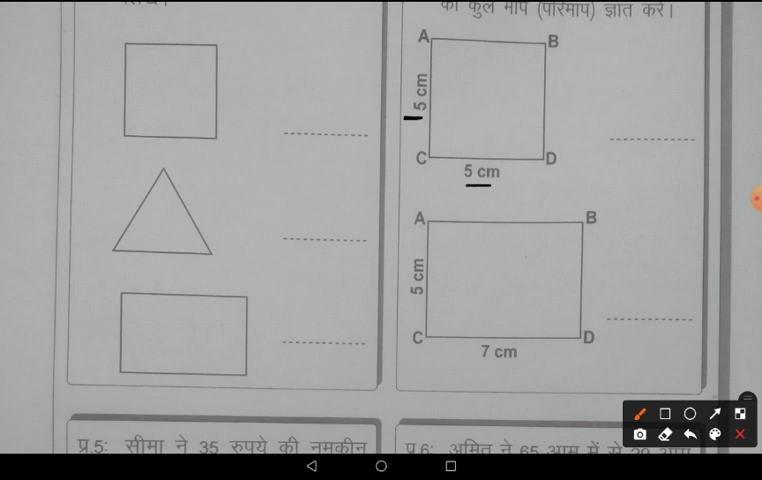 को कुल माप (परिमाप) ज्ञात करें।
A
B
5 cm
C
D
5 cm
A
B
5 cm
C
D
7 cm
प्र.5: सीमा ने 35 रुपये की नमकीन
प्र.6: अमित ने 65 आम में से